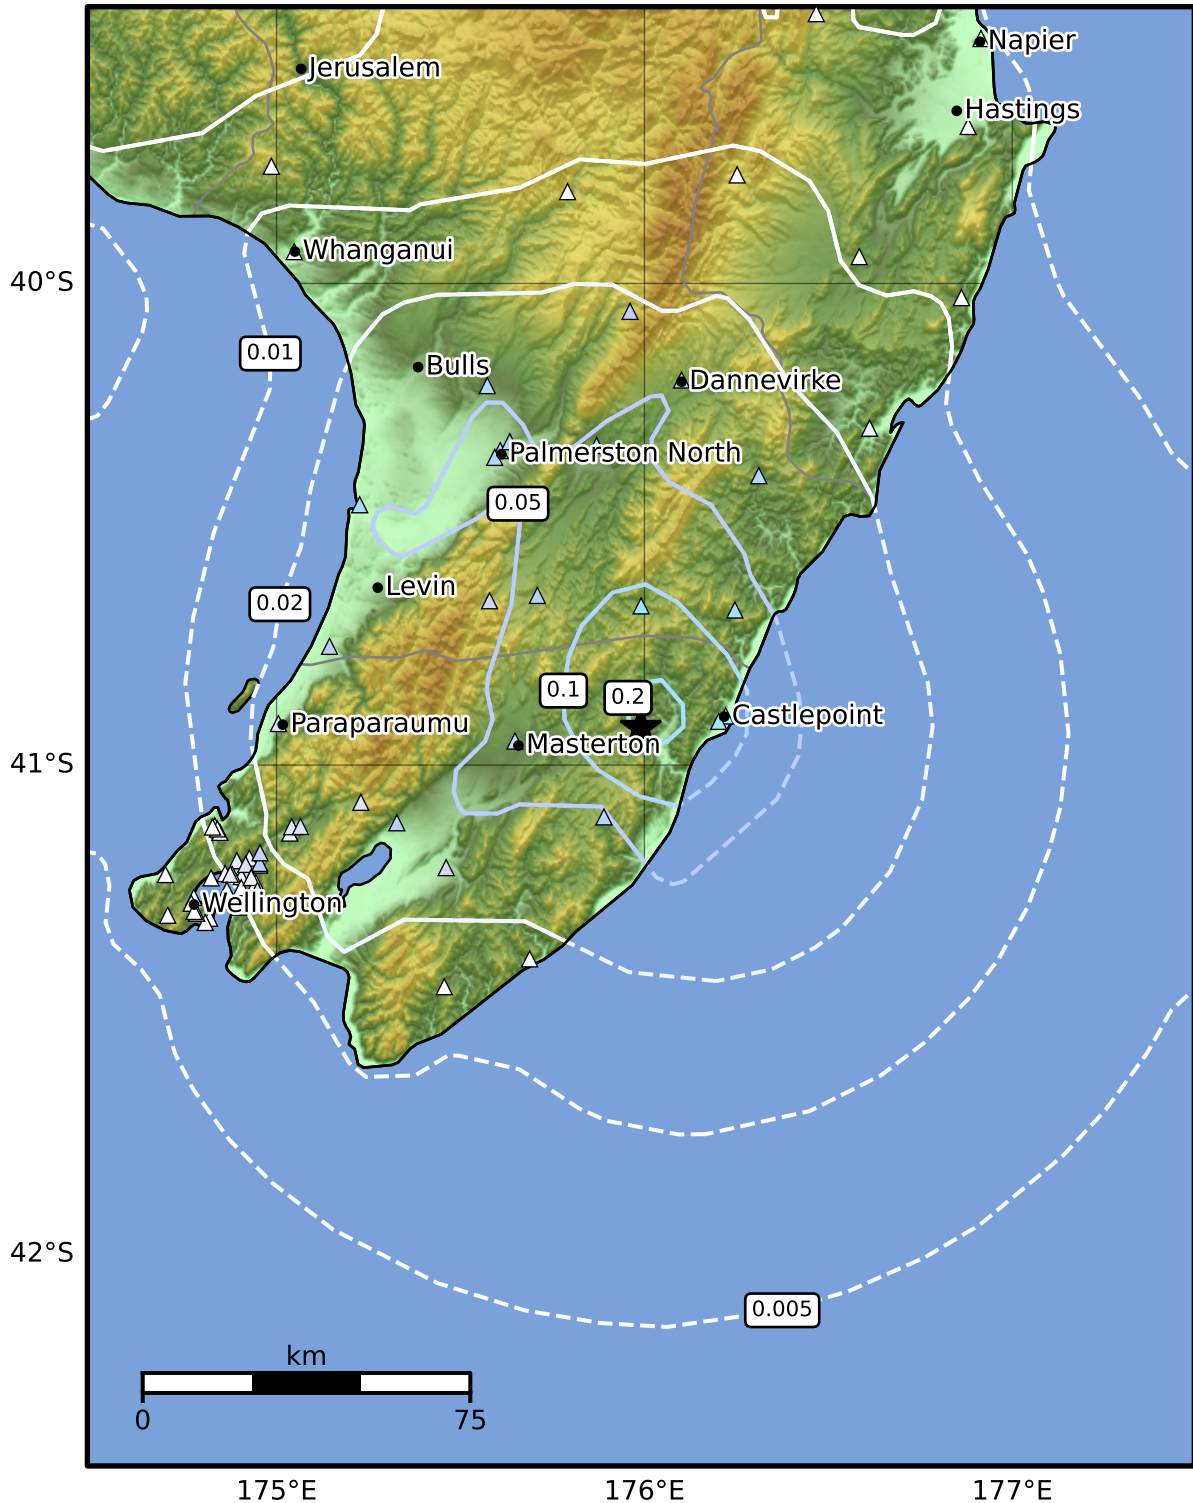 Napier
Jerusalem
Hastings
Whanganui
40°S
0.01
Bulls
Dannevirke
Palmerston North
0.05
Levin
0.02
0.1
0.2
Castlepoint
Paraparaumu
Masterton
41°S
Wellington
42°S
0.005
km
0
75
175°E
176°E
177°E